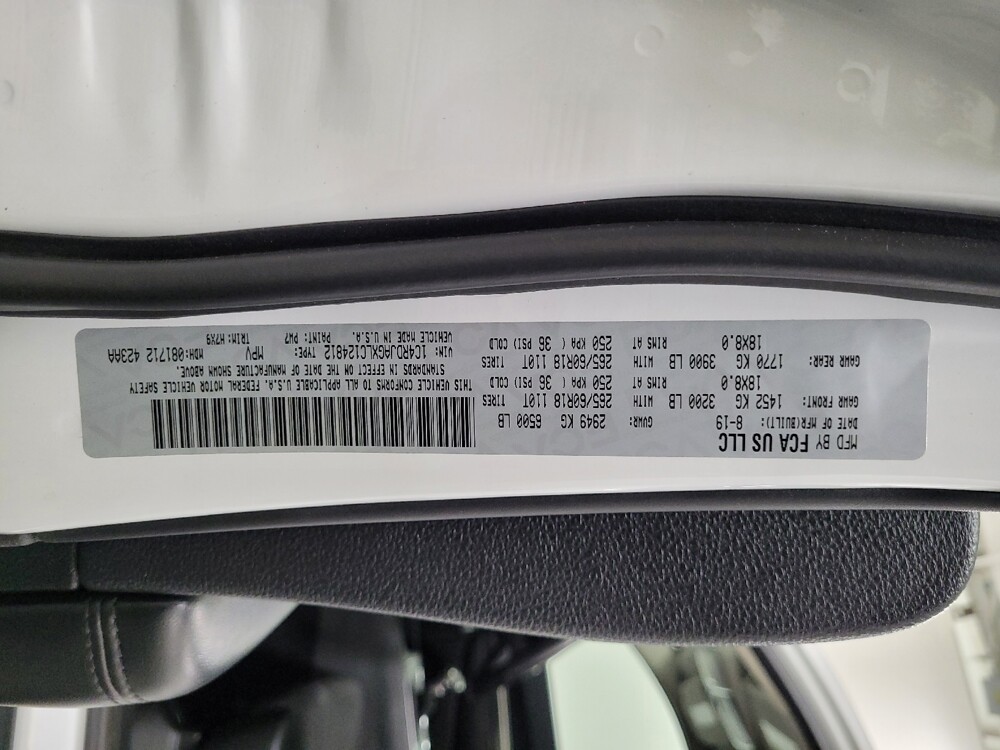 MFD BY FCA US LLC
DATE OF MFR(BUILT): 8-19 GVWR: 2949 KG 6500 LB
GAWR FRONT: 1452 KG 3200 LB WITH TIRES 265/60R18 110T
18X8.0 RIMS AT 250 KPA ( 36 PSI) COLD
GAWR REAR: 1770 KG 3900 LB WITH TIRES 265/60R18 110T
18X8.0 RIMS AT 250 KPA ( 36 PSI) COLD
THIS VEHICLE CONFORMS TO ALL APPLICABLE U.S.A. FEDERAL MOTOR VEHICLE SAFETY
STANDARDS IN EFFECT ON THE DATE OF MANUFACTURE SHOWN ABOVE.
VIN: 1C4RDJAGXLC124812 TYPE: MPV MDH:081712 423AA
VEHICLE MADE IN U.S.A. PAINT: PW7 TRIM:H7X9